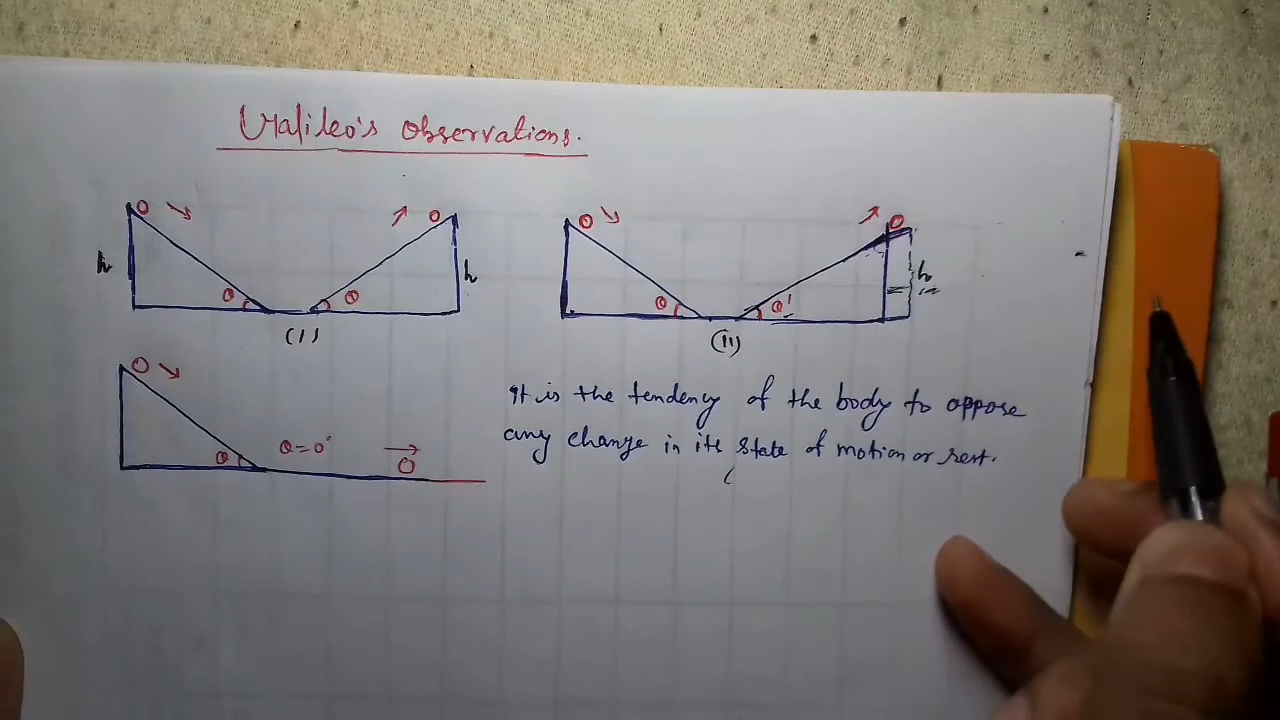 Galileo's observations.
h θ θ h
(I)
θ θ' h
(II)
θ θ=0°
It is the tendency of the body to oppose
any change in its state of motion or rest.
(